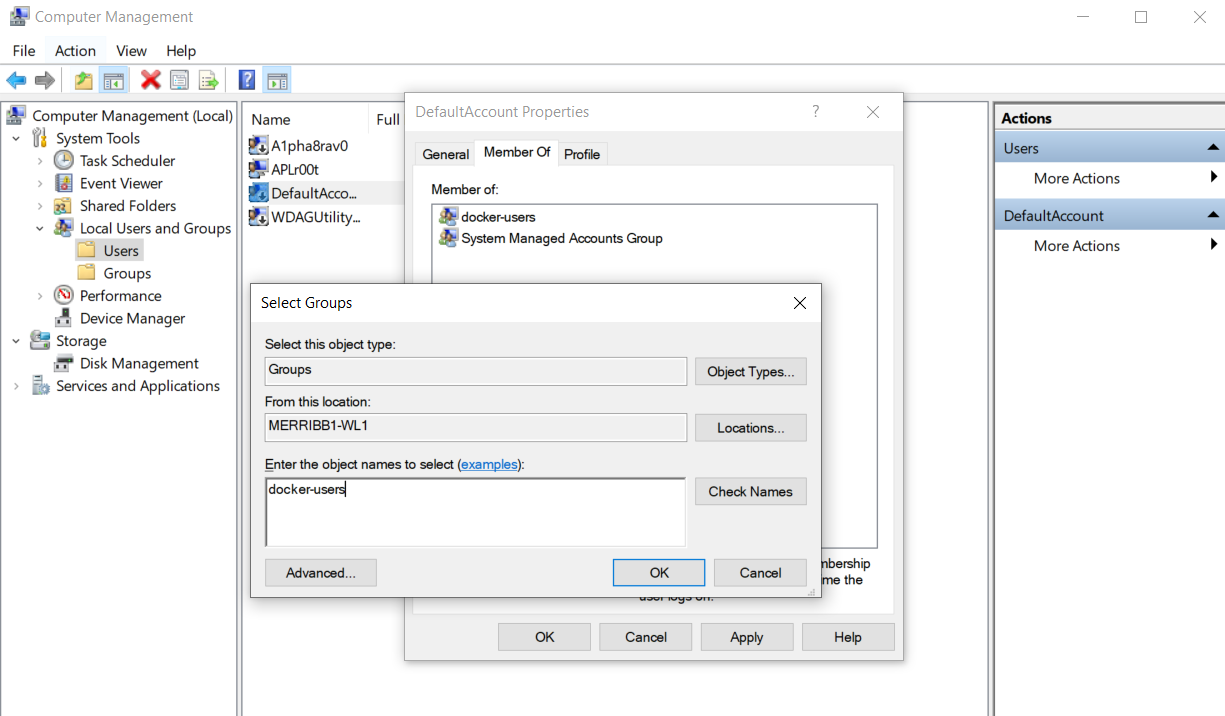 Computer Management
File Action View Help
Computer Management (Local)
System Tools
Task Scheduler
Event Viewer
Shared Folders
Local Users and Groups
Users
Groups
Performance
Device Manager
Storage
Disk Management
Services and Applications
Name Full
A1pha8rav0
APLr00t
DefaultAcco...
WDAGUtility...
DefaultAccount Properties ?
General Member Of Profile
Member of:
docker-users
System Managed Accounts Group
Select Groups
Select this object type:
Groups
Object Types...
From this location:
MERRIBB1-WL1
Locations...
Enter the object names to select (examples):
docker-users
Check Names
Advanced... OK Cancel
mbership
me the
user logs on.
OK Cancel Apply Help
Actions
Users
More Actions
DefaultAccount
More Actions